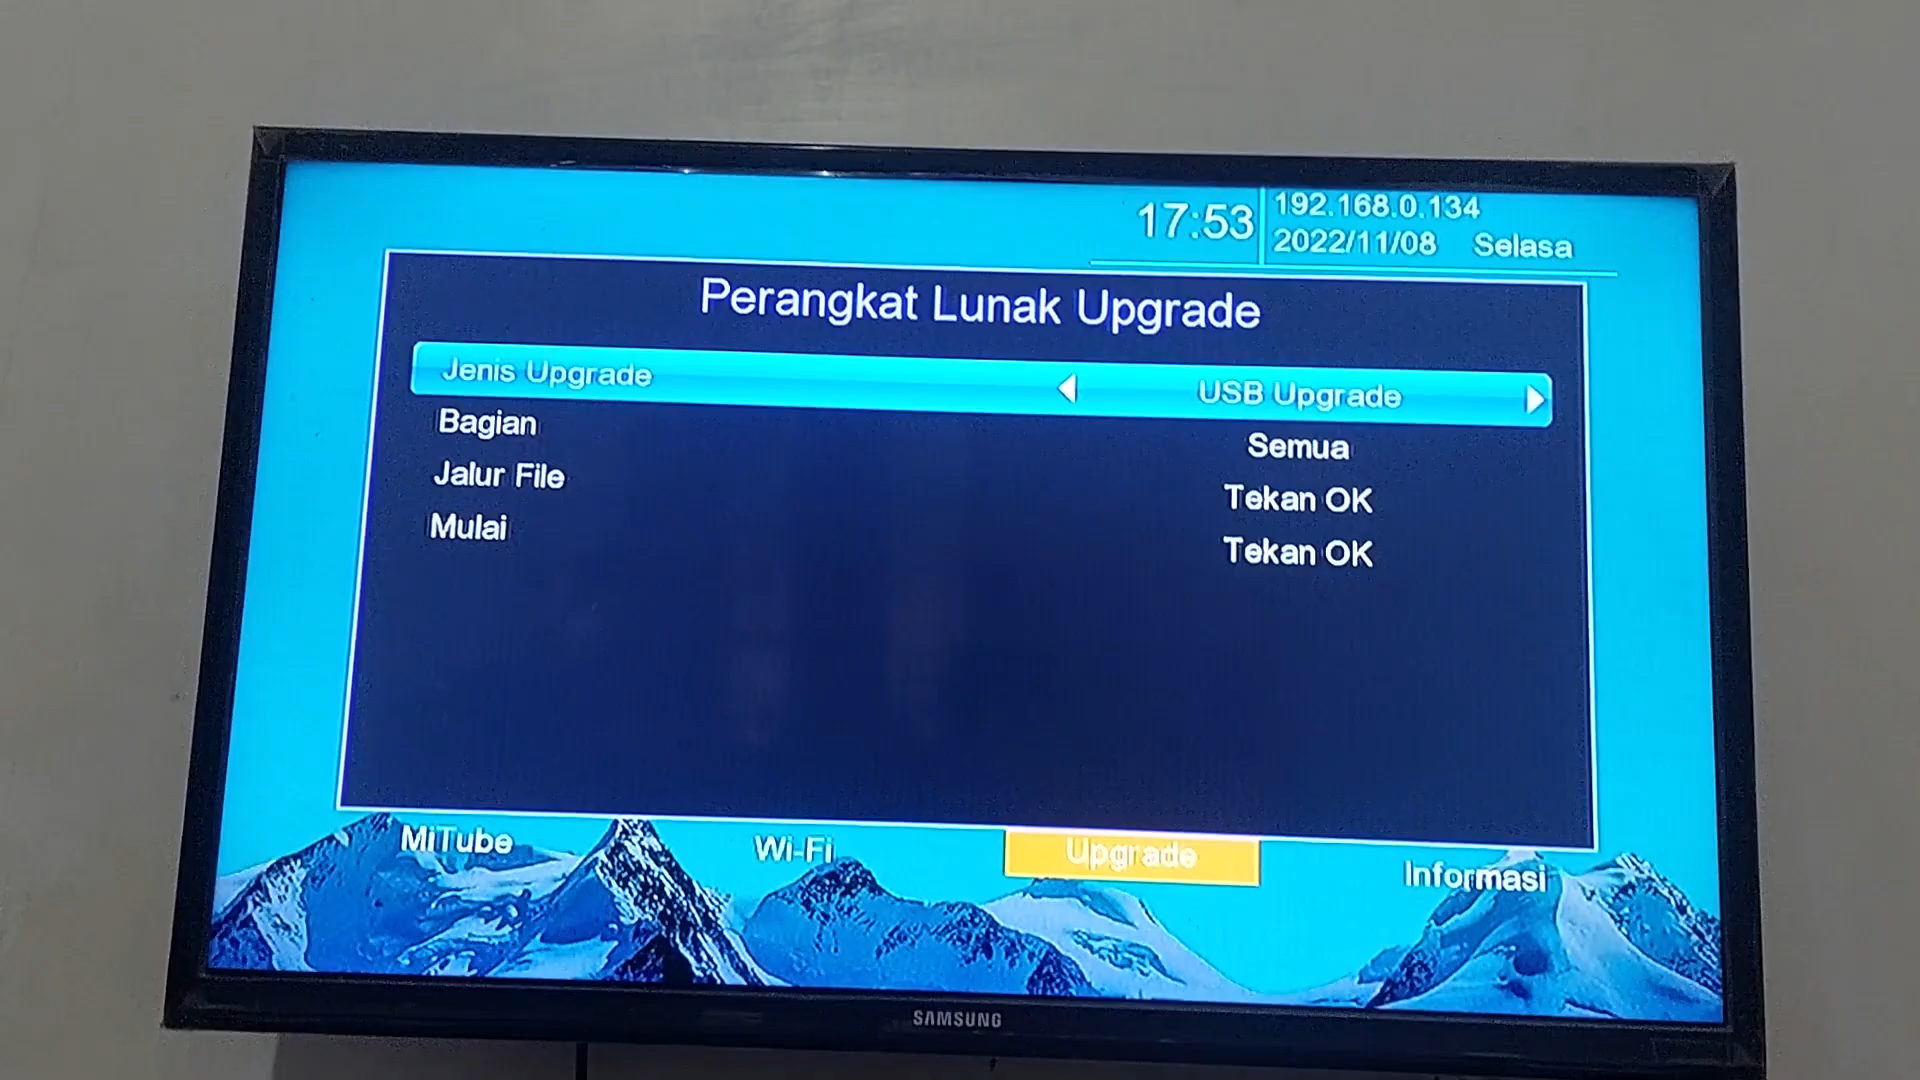 17:53
192.168.0.134
2022/11/08 Selasa
Perangkat Lunak Upgrade
Jenis Upgrade USB Upgrade
Bagian Semua
Jalur File Tekan OK
Mulai Tekan OK
MiTube Wi-Fi Upgrade Informasi
SAMSUNG